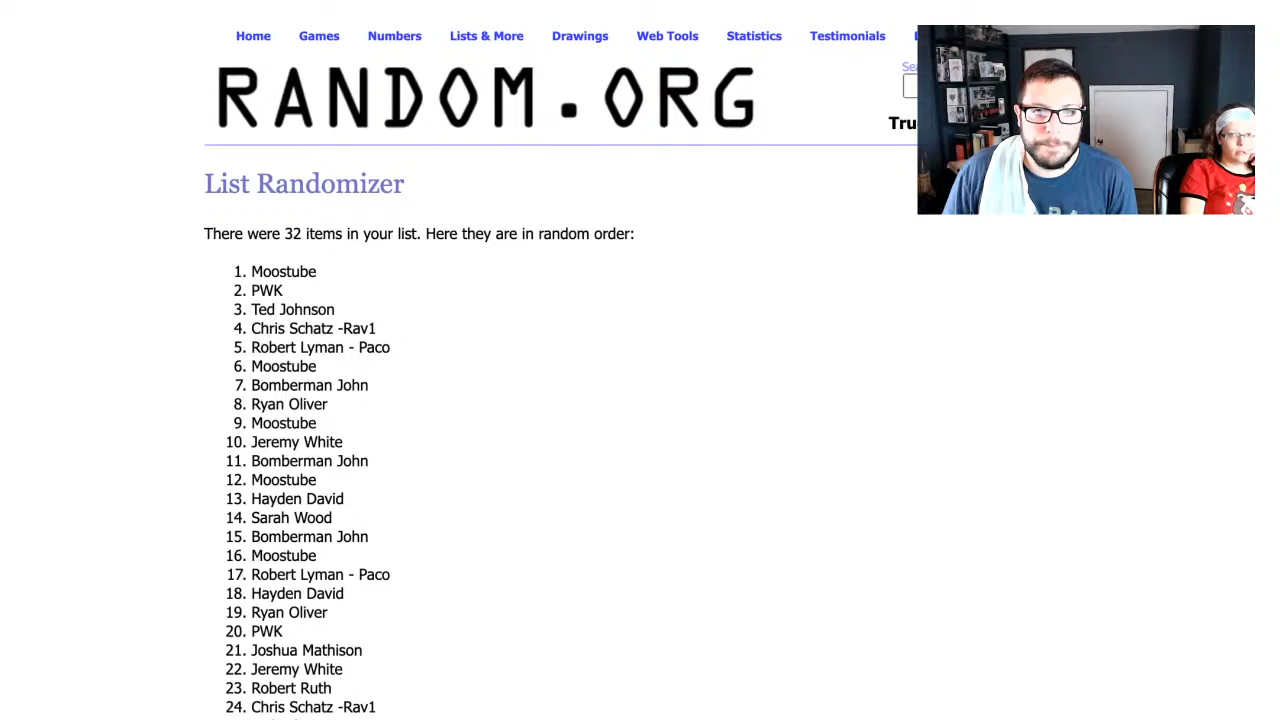 Home Games Numbers Lists & More Drawings Web Tools Statistics Testimonials
RANDOM.ORG
List Randomizer
There were 32 items in your list. Here they are in random order:
1. Moostube
2. PWK
3. Ted Johnson
4. Chris Schatz -Rav1
5. Robert Lyman - Paco
6. Moostube
7. Bomberman John
8. Ryan Oliver
9. Moostube
10. Jeremy White
11. Bomberman John
12. Moostube
13. Hayden David
14. Sarah Wood
15. Bomberman John
16. Moostube
17. Robert Lyman - Paco
18. Hayden David
19. Ryan Oliver
20. PWK
21. Joshua Mathison
22. Jeremy White
23. Robert Ruth
24. Chris Schatz -Rav1